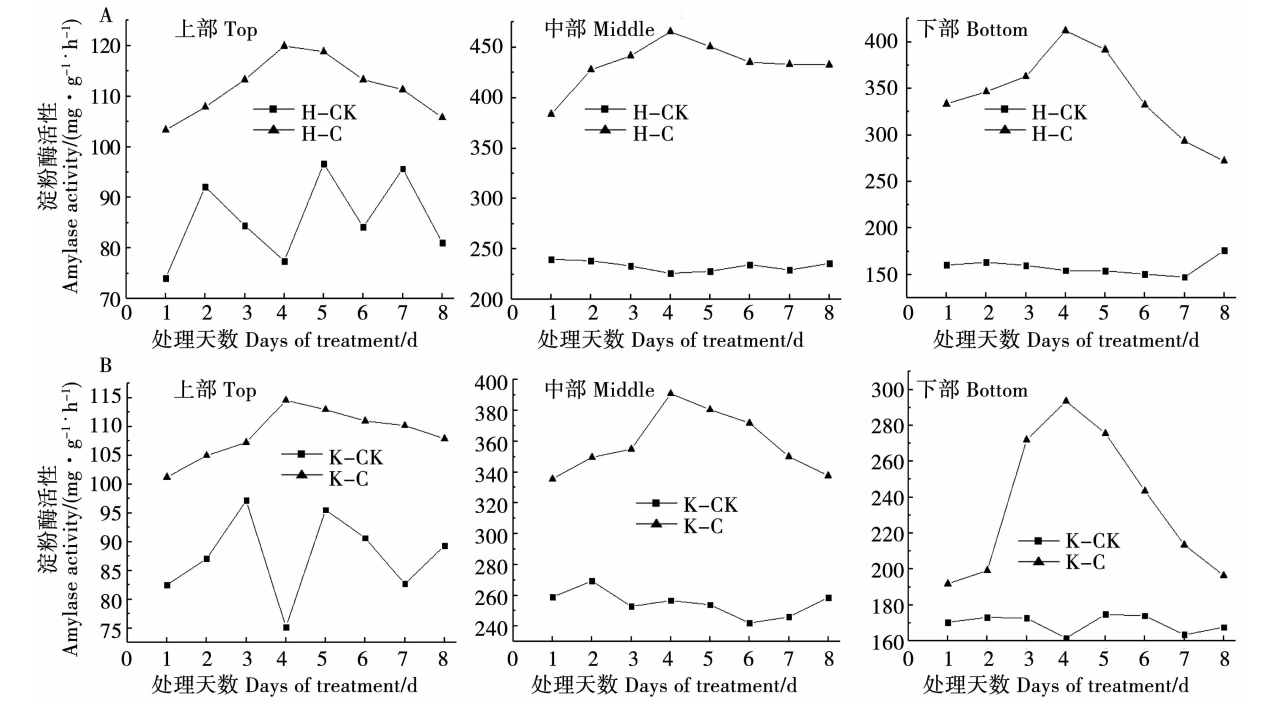 A
上部 Top
120
110
100
90
80
70
H-CK
H-C
0 1 2 3 4 5 6 7 8
处理天数 Days of treatment/d
淀粉酶活性
Amylase activity/(mg·g⁻¹·h⁻¹)
中部 Middle
450
400
350
300
250
200
H-CK
H-C
0 1 2 3 4 5 6 7 8
处理天数 Days of treatment/d
下部 Bottom
400
350
300
250
200
150
H-CK
H-C
0 1 2 3 4 5 6 7 8
处理天数 Days of treatment/d
B
上部 Top
115
110
105
100
95
90
85
80
75
K-CK
K-C
0 1 2 3 4 5 6 7 8
处理天数 Days of treatment/d
淀粉酶活性
Amylase activity/(mg·g⁻¹·h⁻¹)
中部 Middle
400
380
360
340
320
300
280
260
240
K-CK
K-C
0 1 2 3 4 5 6 7 8
处理天数 Days of treatment/d
下部 Bottom
300
280
260
240
220
200
180
160
K-CK
K-C
0 1 2 3 4 5 6 7 8
处理天数 Days of treatment/d